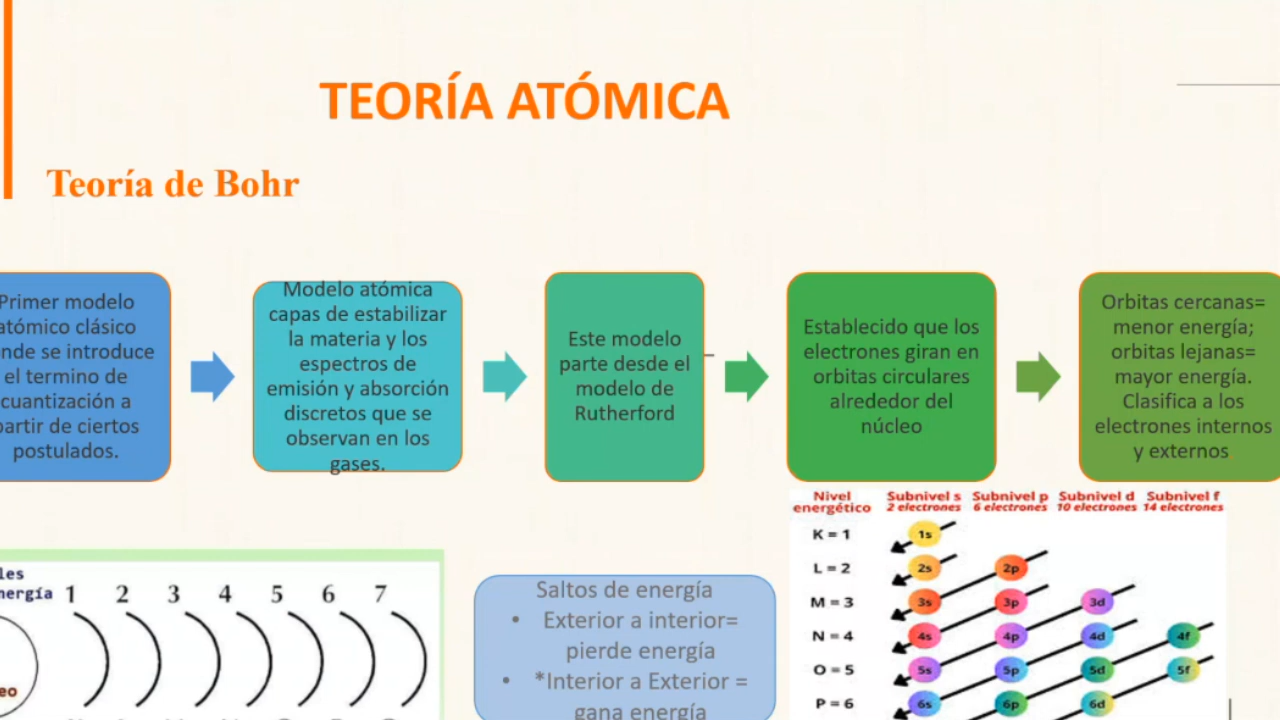 TEORÍA ATÓMICA
Teoría de Bohr
Primer modelo
atómico clásico
nde se introduce
el termino de
cuantización a
partir de ciertos
postulados.
Modelo atómica
capas de estabilizar
la materia y los
espectros de
emisión y absorción
discretos que se
observan en los
gases.
Este modelo
parte desde el
modelo de
Rutherford
Establecido que los
electrones giran en
orbitas circulares
alrededor del
núcleo
Orbitas cercanas=
menor energía;
orbitas lejanas=
mayor energía.
Clasifica a los
electrones internos
y externos
les
nergía 1 2 3 4 5 6 7
eo
Saltos de energía
• Exterior a interior=
pierde energía
• *Interior a Exterior =
gana energía
Nivel Subnivel s Subnivel p Subnivel d Subnivel f
energético 2 electrones 6 electrones 10 electrones 14 electrones
K = 1 1s
L = 2 2s 2p
M = 3 3s 3p 3d
N = 4 4s 4p 4d 4f
O = 5 5s 5p 5d 5f
P = 6 6s 6p 6d